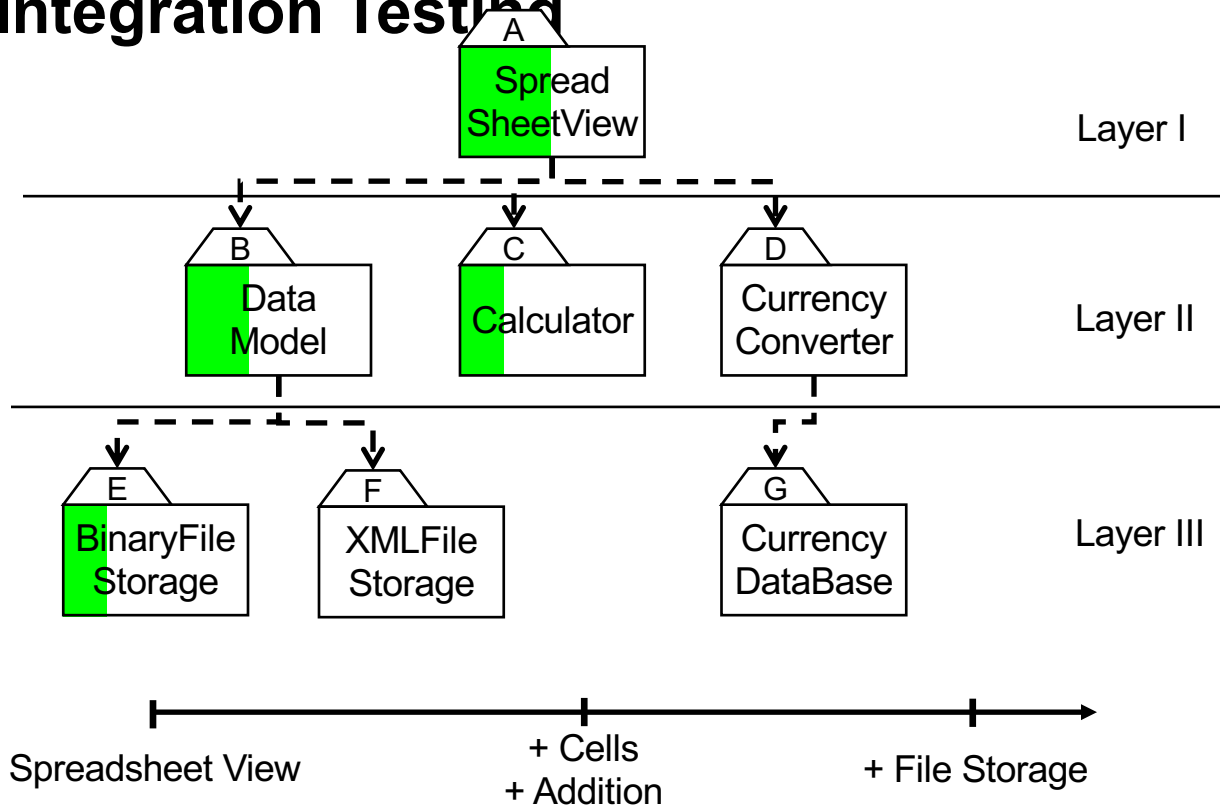 Integration Testing
A
Spread
SheetView
Layer I
B
Data
Model
C
Calculator
D
Currency
Converter
Layer II
E
BinaryFile
Storage
F
XMLFile
Storage
G
Currency
DataBase
Layer III
Spreadsheet View
+ Cells
+ Addition
+ File Storage